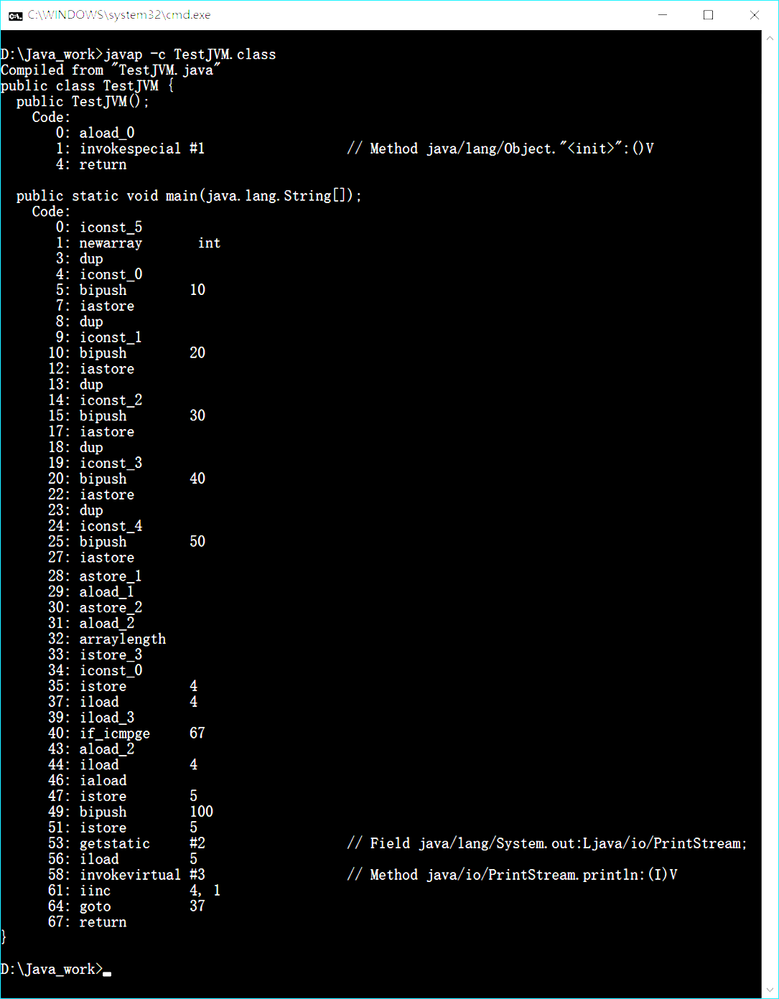 C:\WINDOWS\system32\cmd.exe
D:\Java_work>javap -c TestJVM.class
Compiled from "TestJVM.java"
public class TestJVM {
  public TestJVM();
    Code:
       0: aload_0
       1: invokespecial #1                  // Method java/lang/Object."<init>":()V
       4: return

  public static void main(java.lang.String[]);
    Code:
       0: iconst_5
       1: newarray       int
       3: dup
       4: iconst_0
       5: bipush        10
       7: iastore
       8: dup
       9: iconst_1
      10: bipush        20
      12: iastore
      13: dup
      14: iconst_2
      15: bipush        30
      17: iastore
      18: dup
      19: iconst_3
      20: bipush        40
      22: iastore
      23: dup
      24: iconst_4
      25: bipush        50
      27: iastore
      28: astore_1
      29: aload_1
      30: astore_2
      31: aload_2
      32: arraylength
      33: istore_3
      34: iconst_0
      35: istore        4
      37: iload         4
      39: iload_3
      40: if_icmpge     67
      43: aload_2
      44: iload         4
      46: iaload
      47: istore        5
      49: bipush        100
      51: istore        5
      53: getstatic     #2                  // Field java/lang/System.out:Ljava/io/PrintStream;
      56: iload         5
      58: invokevirtual #3                  // Method java/io/PrintStream.println:(I)V
      61: iinc          4, 1
      64: goto          37
      67: return
}

D:\Java_work>